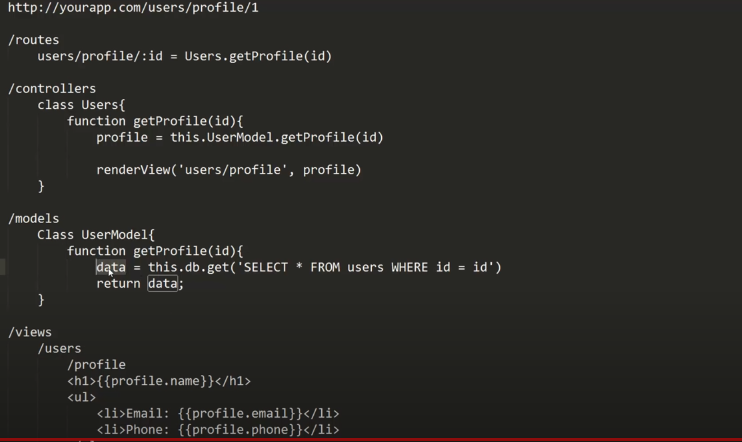 http://yourapp.com/users/profile/1
/routes
users/profile/:id = Users.getProfile(id)
/controllers
class Users{
function getProfile(id){
profile = this.UserModel.getProfile(id)
renderView('users/profile', profile)
}
/models
Class UserModel{
function getProfile(id){
data = this.db.get('SELECT * FROM users WHERE id = id')
return data;
}
/views
/users
/profile
<h1>{{profile.name}}</h1>
<ul>
<li>Email: {{profile.email}}</li>
<li>Phone: {{profile.phone}}</li>